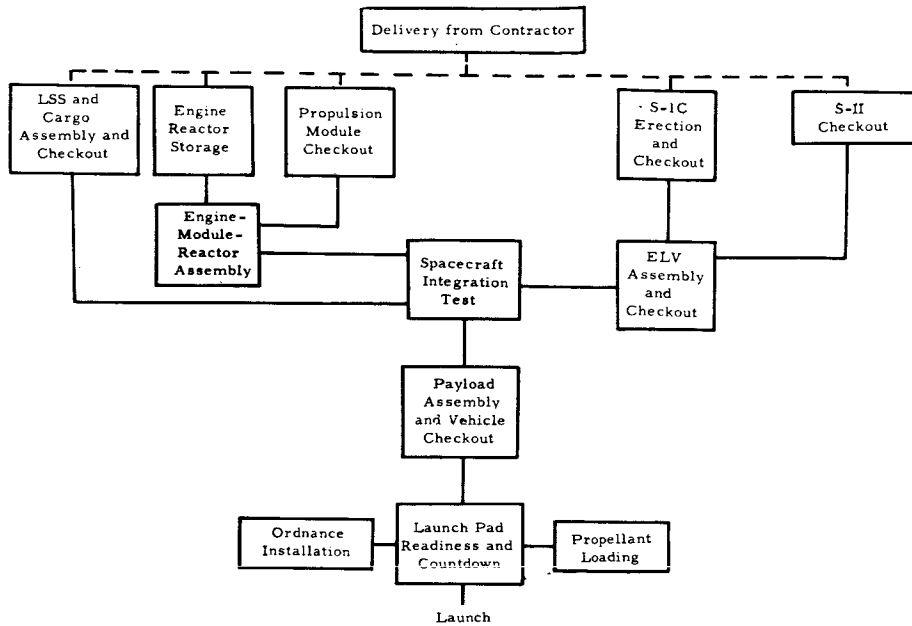 Delivery from Contractor
LSS and
Cargo
Assembly and
Checkout
Engine
Reactor
Storage
Propulsion
Module
Checkout
S-IC
Erection
and
Checkout
S-II
Checkout
Engine-
Module-
Reactor
Assembly
Spacecraft
Integration
Test
ELV
Assembly
and
Checkout
Payload
Assembly
and Vehicle
Checkout
Ordnance
Installation
Launch Pad
Readiness and
Countdown
Propellant
Loading
Launch